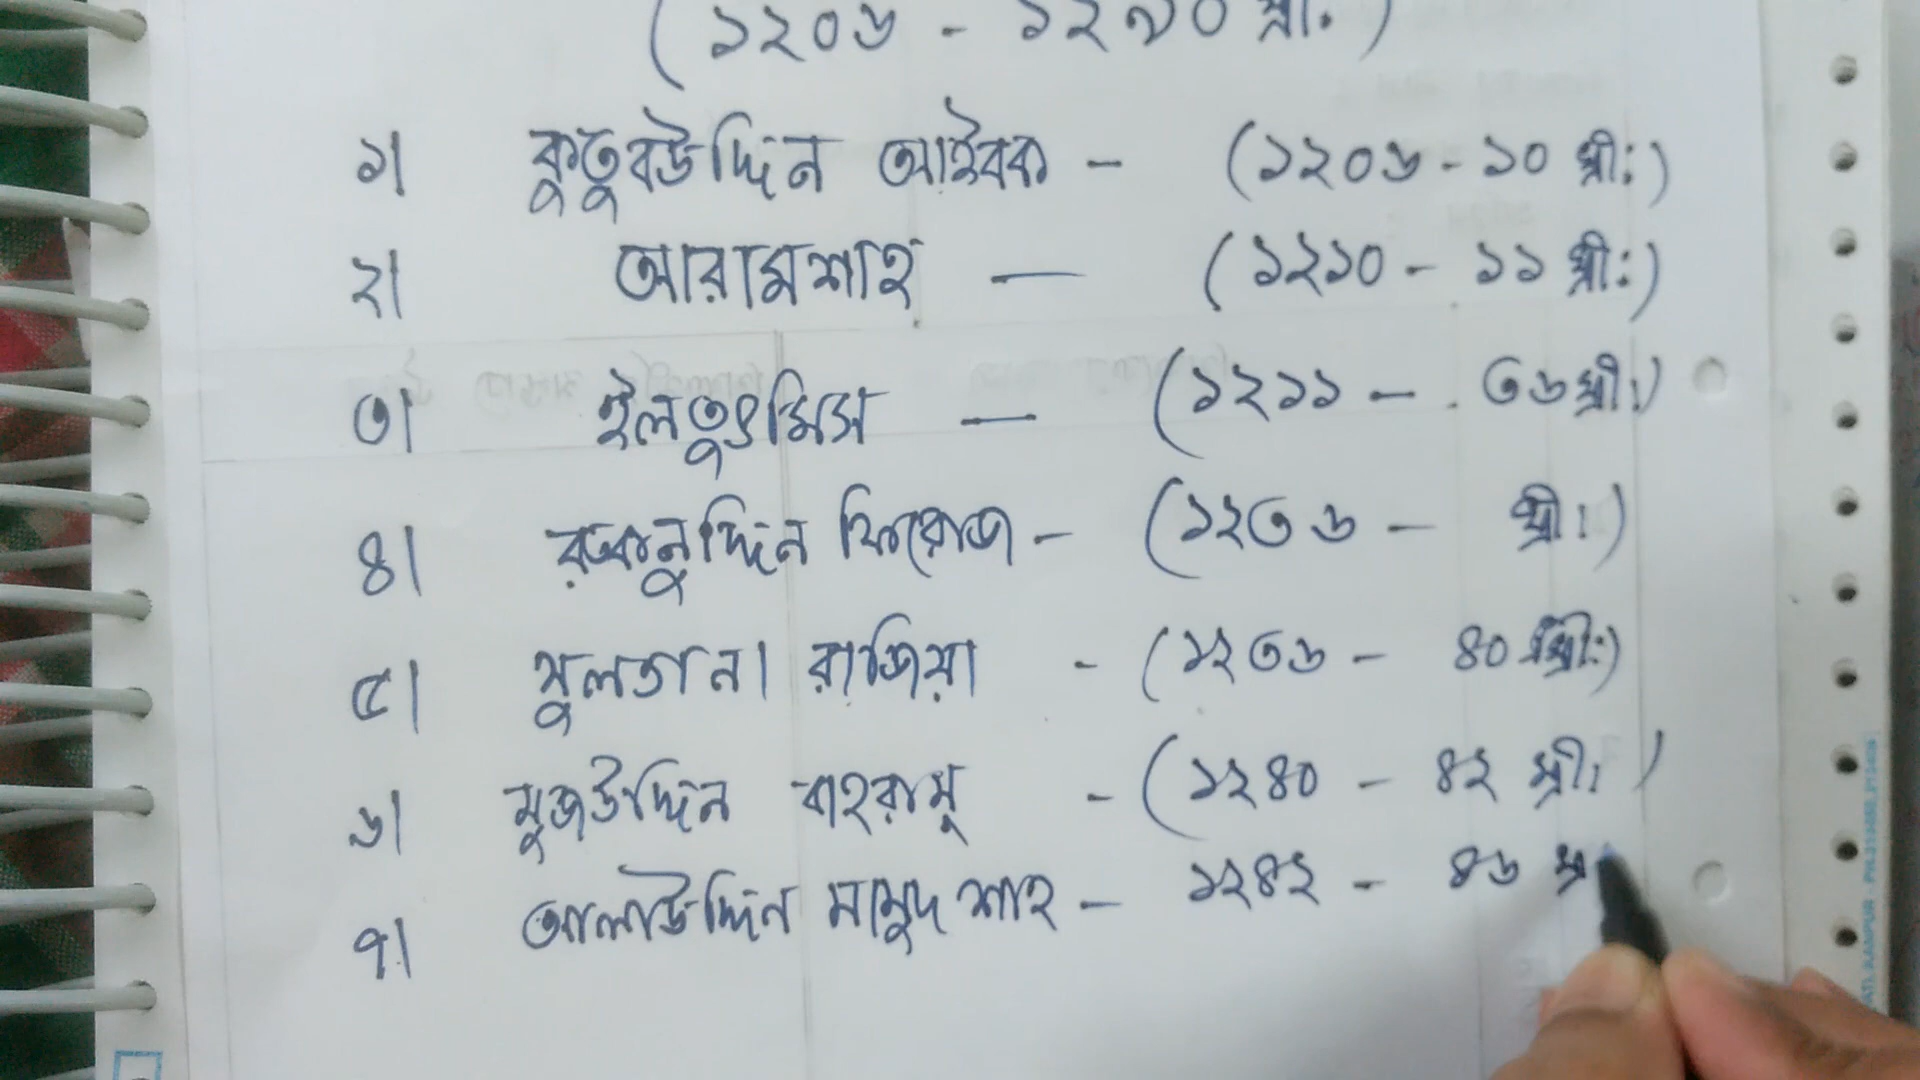 (১২০৬ - ১২৯০ খ্রী:)
১। কুতুবউদ্দিন আইবক - (১২০৬ - ১০ খ্রী:)
২। আরামশাহ — (১২১০ - ১১ খ্রী:)
৩। ইলতুৎমিস — (১২১১ - ৩৬ খ্রী:)
৪। রুকনুদ্দিন ফিরোজ - (১২৩৬ - খ্রী:)
৫। সুলতানা রাজিয়া - (১২৩৬ - ৪০ খ্রী:)
৬। মুজউদ্দিন বাহরাম্ - (১২৪০ - ৪২ খ্রী: )
৭। আলাউদ্দিন মামুদ শাহ - ১২৪২ - ৪৬ খ্র